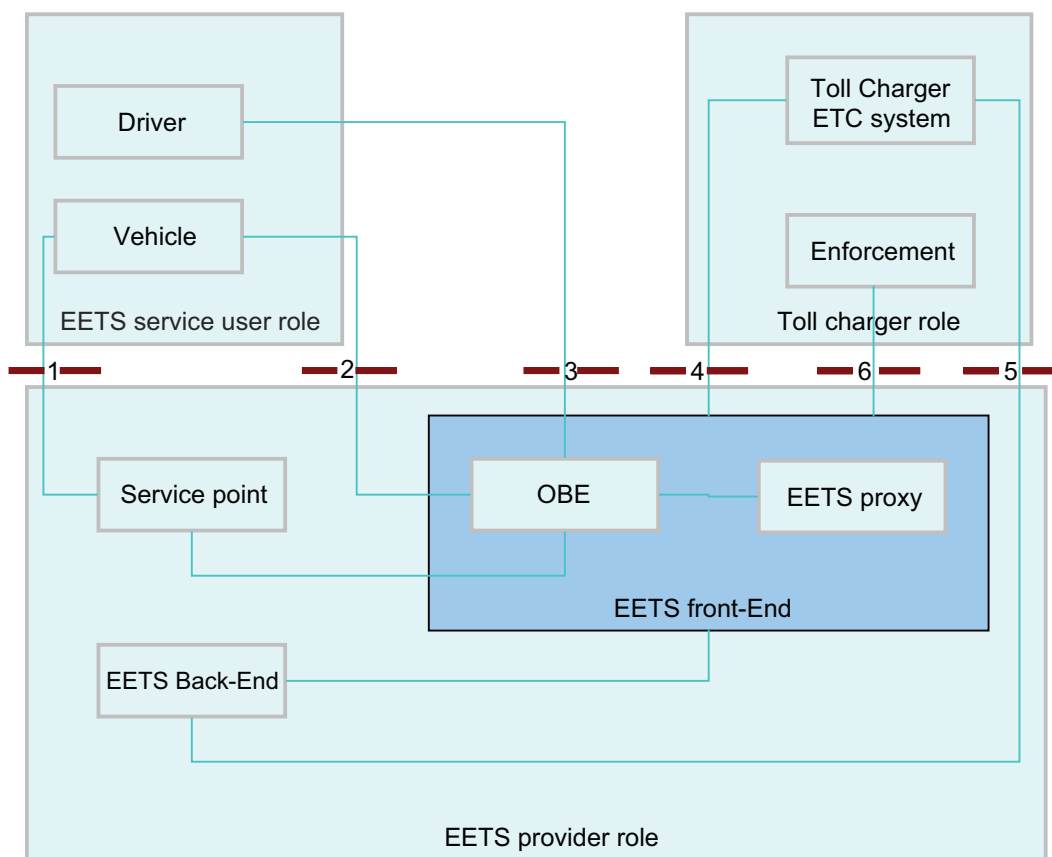 Driver
Vehicle
EETS service user role
Toll Charger
ETC system
Enforcement
Toll charger role
1
2
3
4
6
5
Service point
OBE
EETS proxy
EETS front-End
EETS Back-End
EETS provider role